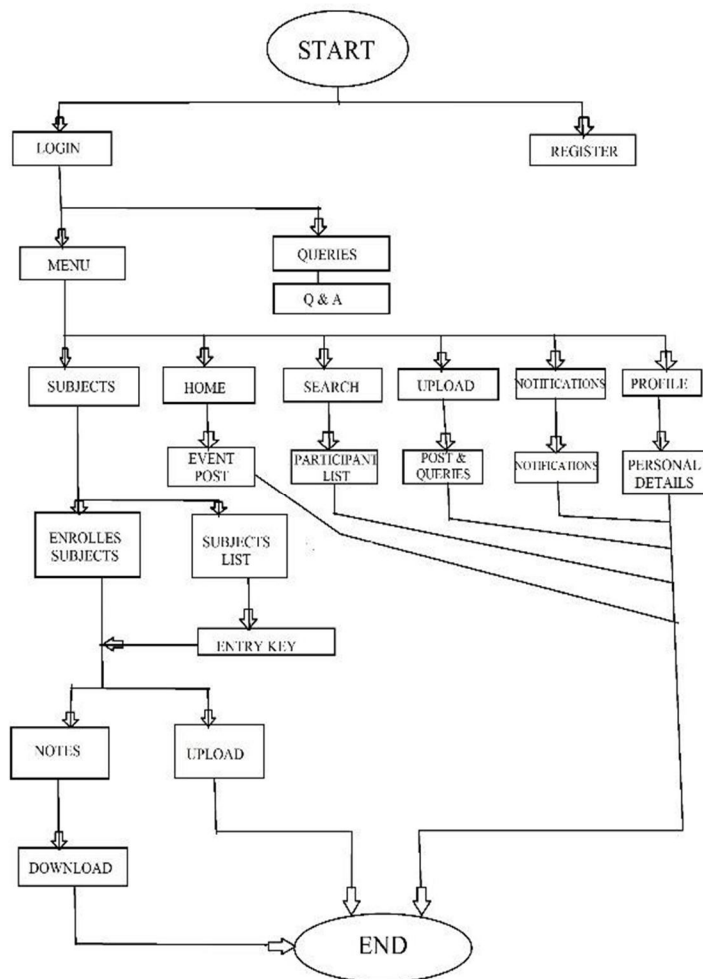 START
LOGIN
REGISTER
MENU
QUERIES
Q & A
SUBJECTS
HOME
SEARCH
UPLOAD
NOTIFICATIONS
PROFILE
EVENT
POST
PARTICIPANT
LIST
POST &
QUERIES
NOTIFICATIONS
PERSONAL
DETAILS
ENROLLES
SUBJECTS
SUBJECTS
LIST
ENTRY KEY
NOTES
UPLOAD
DOWNLOAD
END